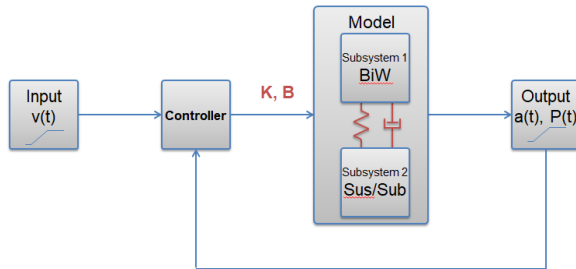 Model
Subsystem 1
BiW
Input
v(t)
Controller
K, B
Output
a(t), P(t)
Subsystem 2
Sus/Sub